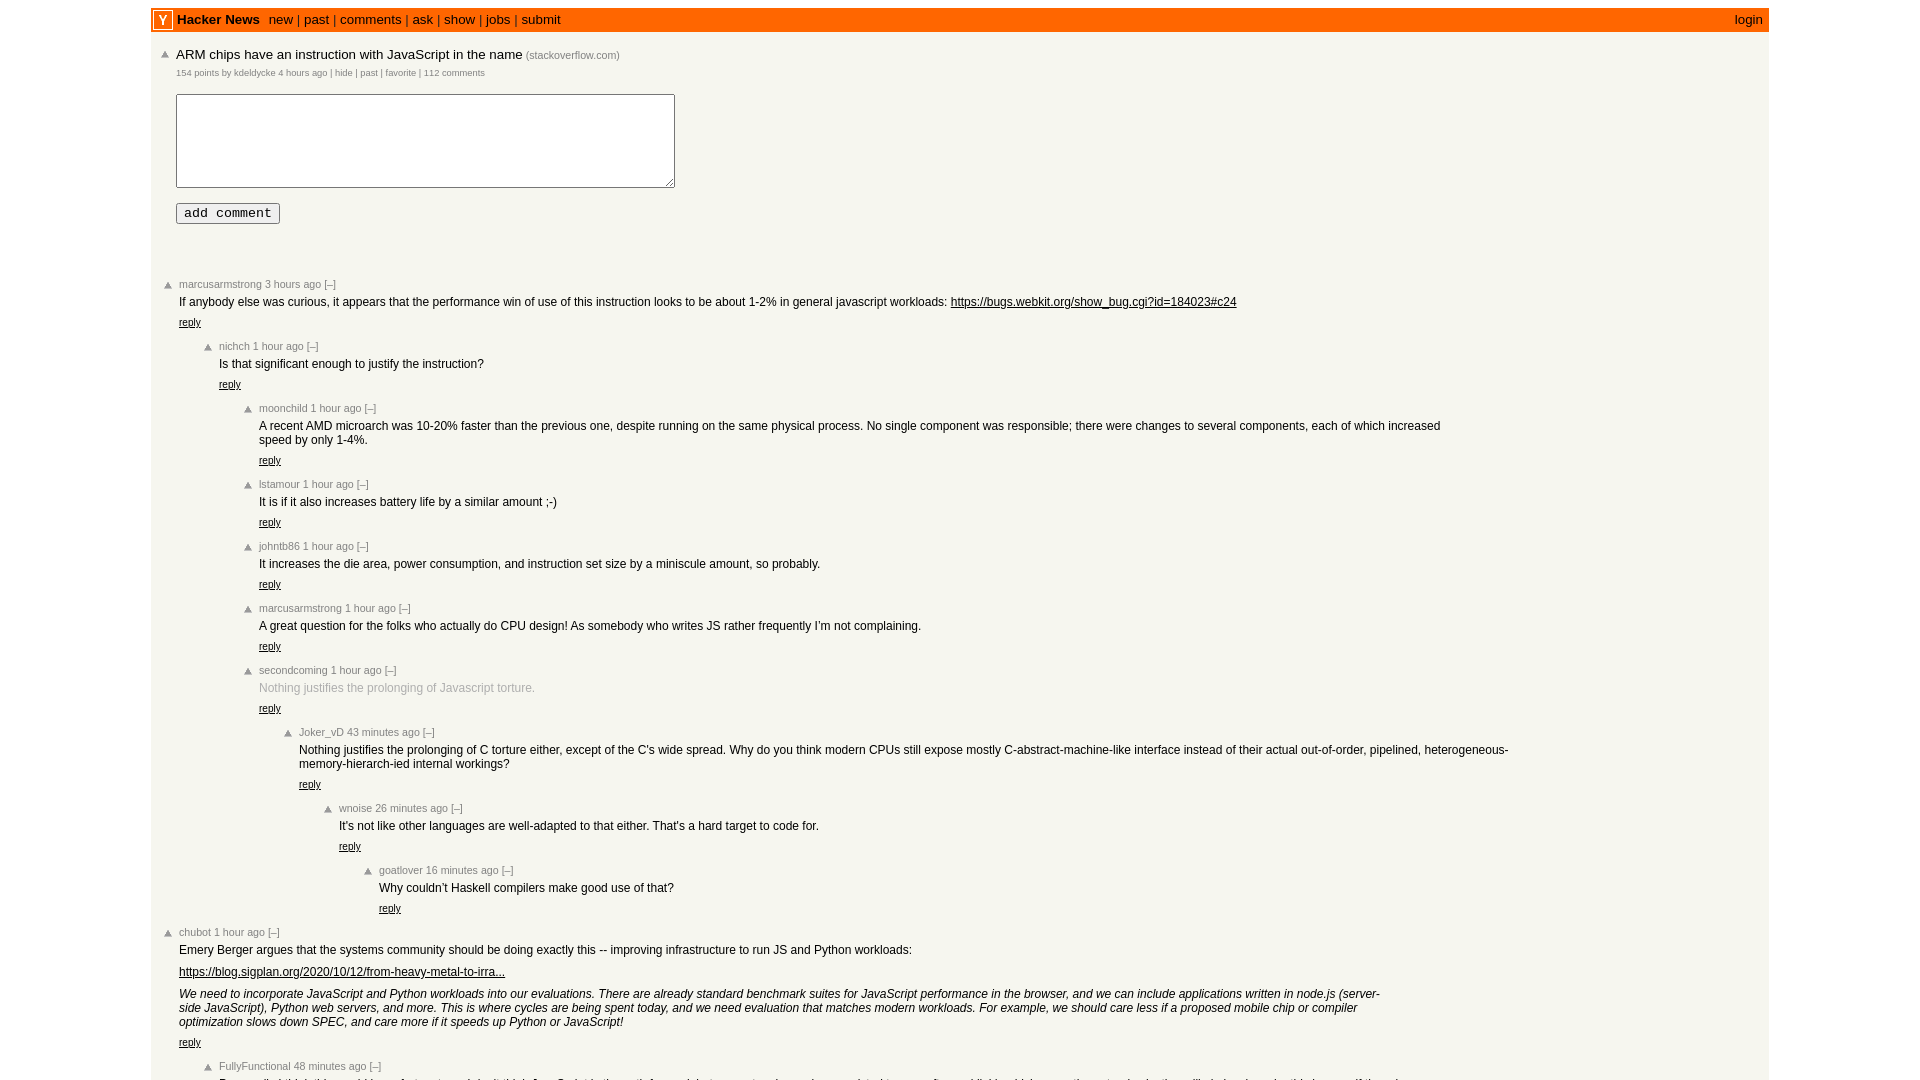 Y Hacker News new | past | comments | ask | show | jobs | submit login
ARM chips have an instruction with JavaScript in the name (stackoverflow.com)
154 points by kdeldycke 4 hours ago | hide | past | favorite | 112 comments
add comment
marcusarmstrong 3 hours ago [–]
If anybody else was curious, it appears that the performance win of use of this instruction looks to be about 1-2% in general javascript workloads: https://bugs.webkit.org/show_bug.cgi?id=184023#c24
reply
nichch 1 hour ago [–]
Is that significant enough to justify the instruction?
reply
moonchild 1 hour ago [–]
A recent AMD microarch was 10-20% faster than the previous one, despite running on the same physical process. No single component was responsible; there were changes to several components, each of which increased
speed by only 1-4%.
reply
lstamour 1 hour ago [–]
It is if it also increases battery life by a similar amount ;-)
reply
johntb86 1 hour ago [–]
It increases the die area, power consumption, and instruction set size by a miniscule amount, so probably.
reply
marcusarmstrong 1 hour ago [–]
A great question for the folks who actually do CPU design! As somebody who writes JS rather frequently I’m not complaining.
reply
secondcoming 1 hour ago [–]
Nothing justifies the prolonging of Javascript torture.
reply
Joker_vD 43 minutes ago [–]
Nothing justifies the prolonging of C torture either, except of the C's wide spread. Why do you think modern CPUs still expose mostly C-abstract-machine-like interface instead of their actual out-of-order, pipelined, heterogeneous-
memory-hierarch-ied internal workings?
reply
wnoise 26 minutes ago [–]
It's not like other languages are well-adapted to that either. That's a hard target to code for.
reply
goatlover 16 minutes ago [–]
Why couldn’t Haskell compilers make good use of that?
reply
chubot 1 hour ago [–]
Emery Berger argues that the systems community should be doing exactly this -- improving infrastructure to run JS and Python workloads:
https://blog.sigplan.org/2020/10/12/from-heavy-metal-to-irra...
We need to incorporate JavaScript and Python workloads into our evaluations. There are already standard benchmark suites for JavaScript performance in the browser, and we can include applications written in node.js (server-
side JavaScript), Python web servers, and more. This is where cycles are being spent today, and we need evaluation that matches modern workloads. For example, we should care less if a proposed mobile chip or compiler
optimization slows down SPEC, and care more if it speeds up Python or JavaScript!
reply
FullyFunctional 48 minutes ago [–]